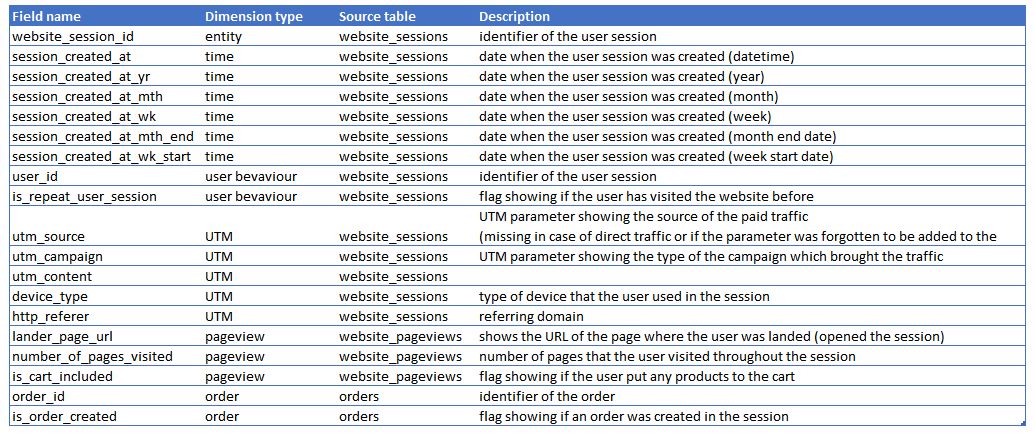 Field name Dimension type Source table Description
website_session_id entity website_sessions identifier of the user session
session_created_at time website_sessions date when the user session was created (datetime)
session_created_at_yr time website_sessions date when the user session was created (year)
session_created_at_mth time website_sessions date when the user session was created (month)
session_created_at_wk time website_sessions date when the user session was created (week)
session_created_at_mth_end time website_sessions date when the user session was created (month end date)
session_created_at_wk_start time website_sessions date when the user session was created (week start date)
user_id user bevaviour website_sessions identifier of the user session
is_repeat_user_session user bevaviour website_sessions flag showing if the user has visited the website before
UTM parameter showing the source of the paid traffic
utm_source UTM website_sessions (missing in case of direct traffic or if the parameter was forgotten to be added to the
utm_campaign UTM website_sessions UTM parameter showing the type of the campaign which brought the traffic
utm_content UTM website_sessions
device_type UTM website_sessions type of device that the user used in the session
http_referer UTM website_sessions referring domain
lander_page_url pageview website_pageviews shows the URL of the page where the user was landed (opened the session)
number_of_pages_visited pageview website_pageviews number of pages that the user visited throughout the session
is_cart_included pageview website_pageviews flag showing if the user put any products to the cart
order_id order orders identifier of the order
is_order_created order orders flag showing if an order was created in the session